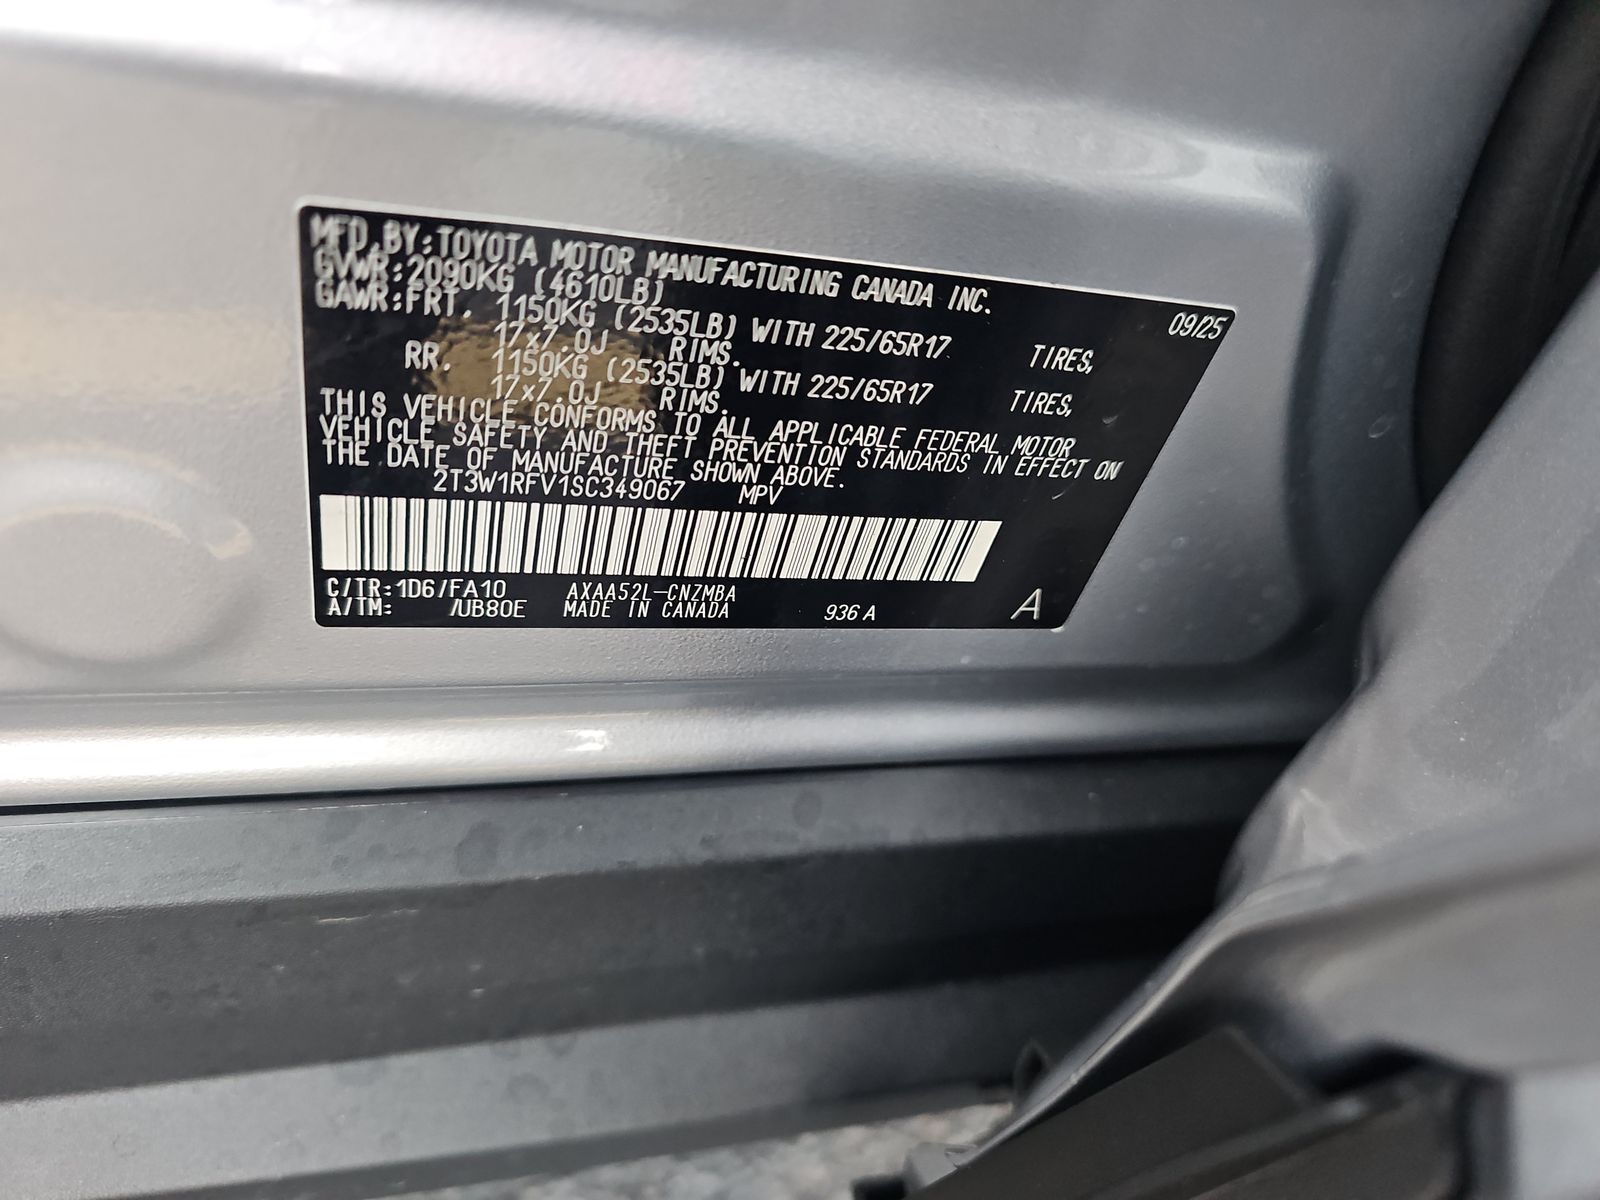 MFD.BY:TOYOTA MOTOR MANUFACTURING CANADA INC.
09/25
GVWR:2090KG (4610LB)
GAWR:FRT. 1150KG (2535LB) WITH 225/65R17 TIRES,
17x7.0J RIMS.
RR. 1150KG (2535LB) WITH 225/65R17 TIRES,
17x7.0J RIMS.
THIS VEHICLE CONFORMS TO ALL APPLICABLE FEDERAL MOTOR
VEHICLE SAFETY AND THEFT PREVENTION STANDARDS IN EFFECT ON
THE DATE OF MANUFACTURE SHOWN ABOVE.
2T3W1RFV1SC349067 MPV
C/TR:1D6/FA10 AXAA52L-CNZMBA
A/TM: /UB80E MADE IN CANADA 936 A A